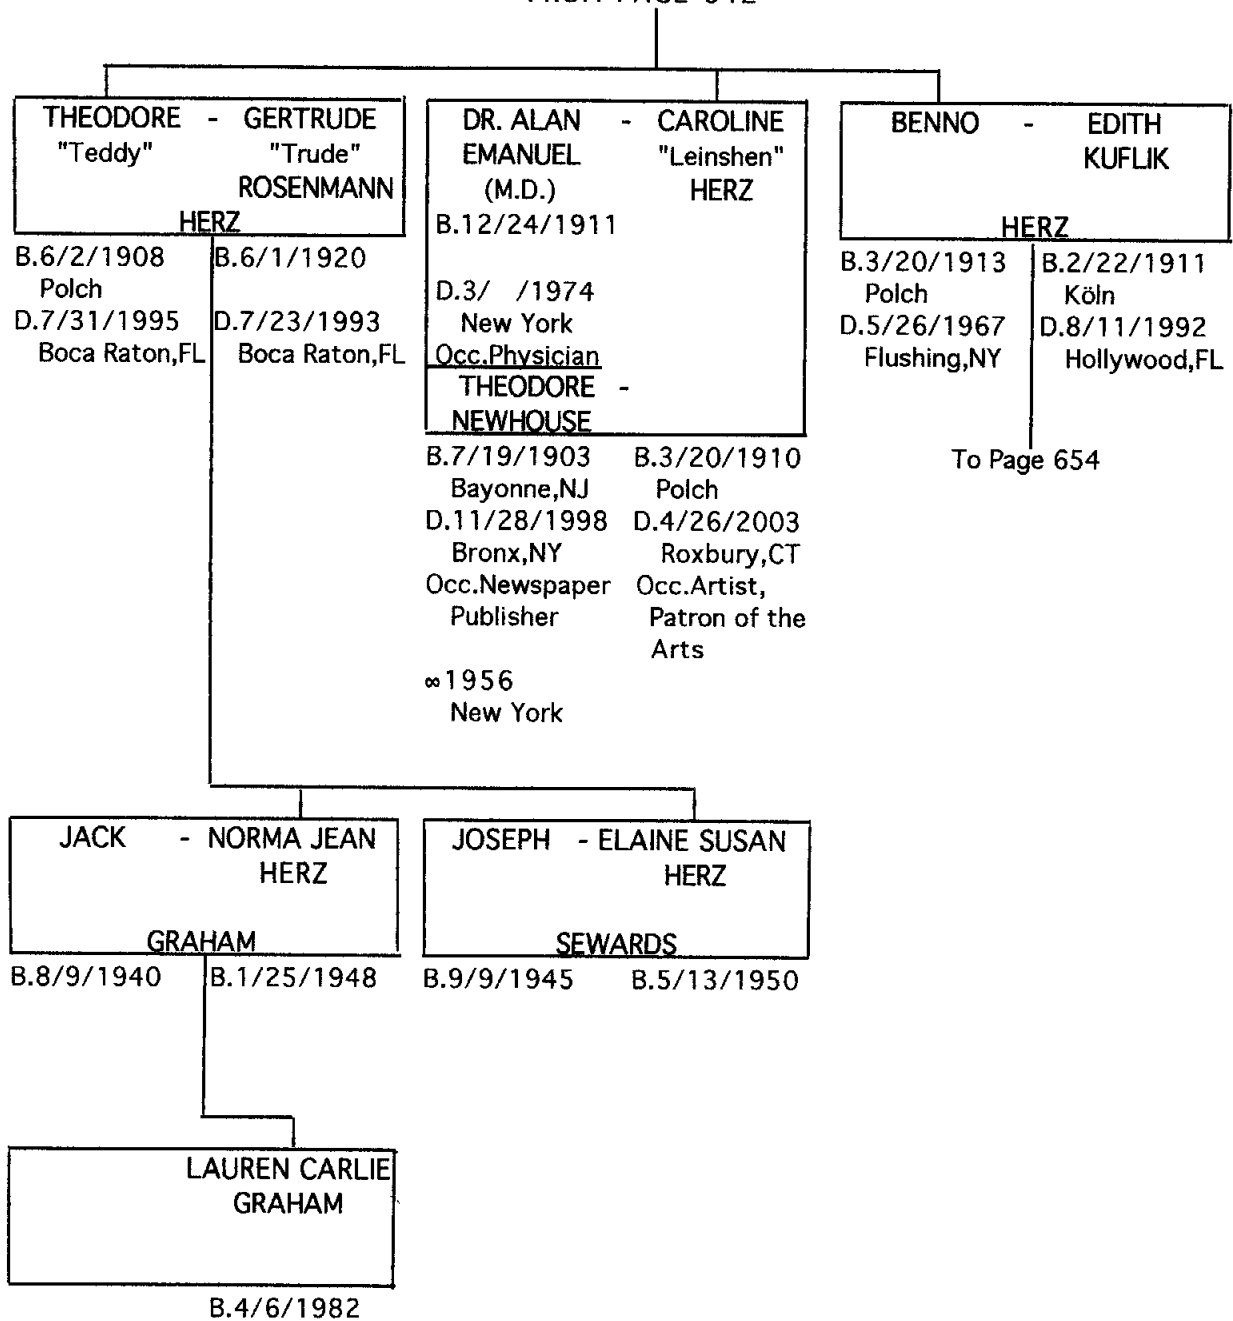 THEODORE - GERTRUDE
"Teddy" "Trude"
ROSENMANN
HERZ
B.6/2/1908 B.6/1/1920
Polch
D.7/31/1995 D.7/23/1993
Boca Raton,FL Boca Raton,FL
DR. ALAN - CAROLINE
EMANUEL "Leinshen"
(M.D.) HERZ
B.12/24/1911
D.3/ /1974
New York
Occ.Physician
THEODORE -
NEWHOUSE
B.7/19/1903 B.3/20/1910
Bayonne,NJ Polch
D.11/28/1998 D.4/26/2003
Bronx,NY Roxbury,CT
Occ.Newspaper Occ.Artist,
Publisher Patron of the
Arts
∞1956
New York
BENNO - EDITH
KUFLIK
HERZ
B.3/20/1913 B.2/22/1911
Polch Köln
D.5/26/1967 D.8/11/1992
Flushing,NY Hollywood,FL
To Page 654
JACK - NORMA JEAN
HERZ
GRAHAM
B.8/9/1940 B.1/25/1948
JOSEPH - ELAINE SUSAN
HERZ
SEWARDS
B.9/9/1945 B.5/13/1950
LAUREN CARLIE
GRAHAM
B.4/6/1982